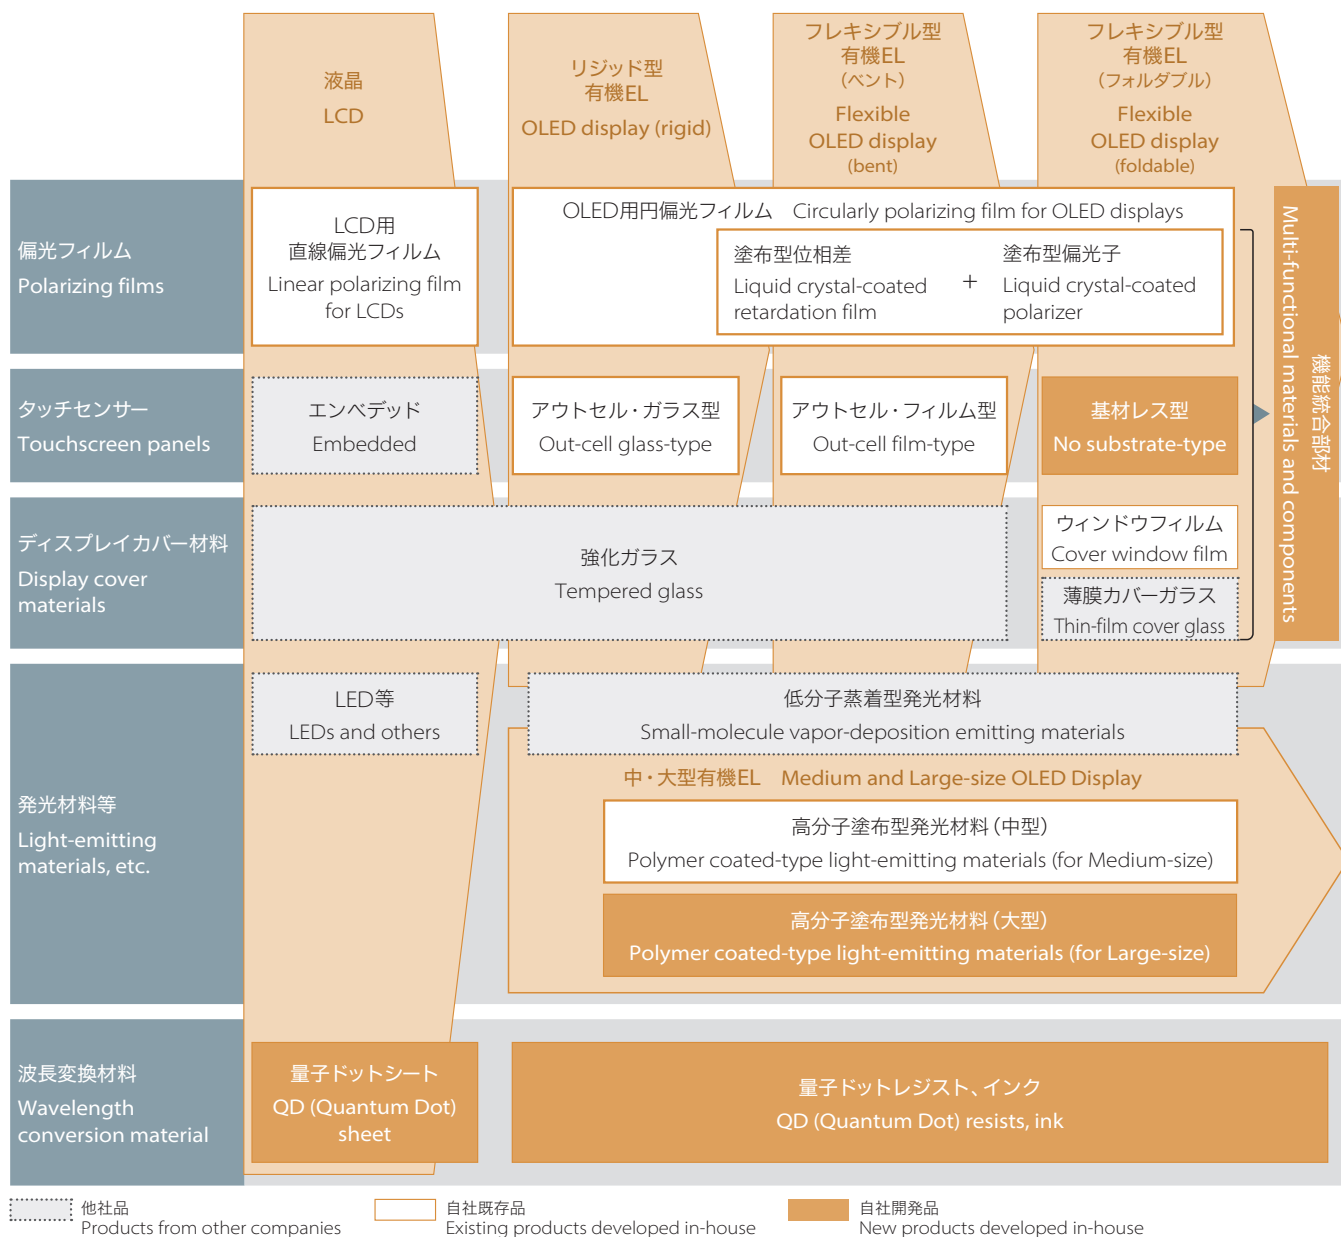 液晶
LCD
リジッド型
有機EL
OLED display (rigid)
フレキシブル型
有機EL
（ベント）
Flexible
OLED display
(bent)
フレキシブル型
有機EL
（フォルダブル）
Flexible
OLED display
(foldable)
偏光フィルム
Polarizing films
LCD用
直線偏光フィルム
Linear polarizing film
for LCDs
OLED用円偏光フィルム Circularly polarizing film for OLED displays
塗布型位相差
Liquid crystal-coated
retardation film
+
塗布型偏光子
Liquid crystal-coated
polarizer
機能統合部材
Multi-functional materials and components
タッチセンサー
Touchscreen panels
エンベデッド
Embedded
アウトセル・ガラス型
Out-cell glass-type
アウトセル・フィルム型
Out-cell film-type
基材レス型
No substrate-type
ディスプレイカバー材料
Display cover
materials
強化ガラス
Tempered glass
ウィンドウフィルム
Cover window film
薄膜カバーガラス
Thin-film cover glass
発光材料等
Light-emitting
materials, etc.
LED等
LEDs and others
低分子蒸着型発光材料
Small-molecule vapor-deposition emitting materials
中・大型有機EL Medium and Large-size OLED Display
高分子塗布型発光材料（中型）
Polymer coated-type light-emitting materials (for Medium-size)
高分子塗布型発光材料（大型）
Polymer coated-type light-emitting materials (for Large-size)
波長変換材料
Wavelength
conversion material
量子ドットシート
QD (Quantum Dot)
sheet
量子ドットレジスト、インク
QD (Quantum Dot) resists, ink
他社品
Products from other companies
自社既存品
Existing products developed in-house
自社開発品
New products developed in-house